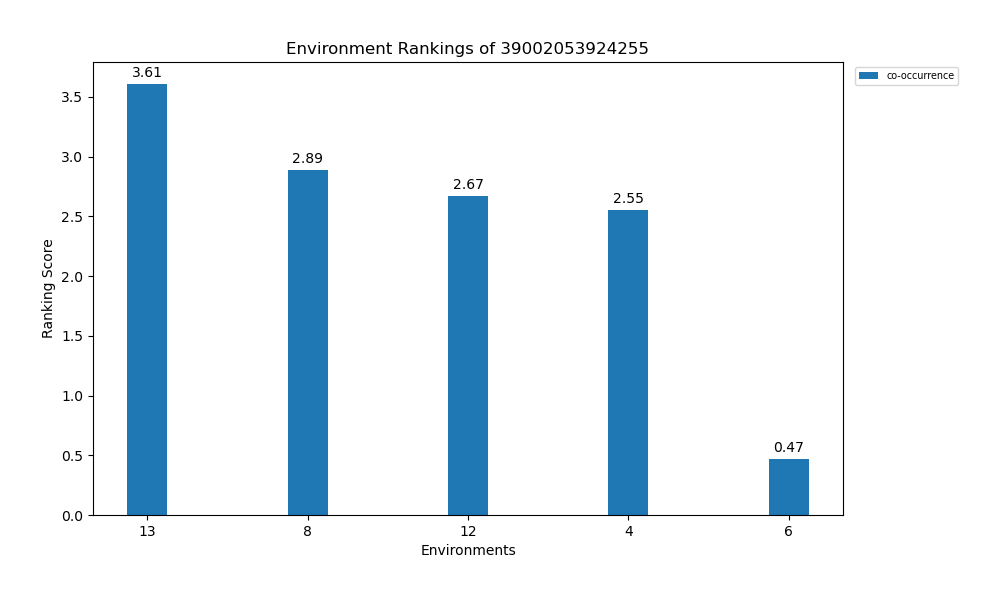 Environment Rankings of 39002053924255
co-occurrence
Ranking Score
3.5
3.0
2.5
2.0
1.5
1.0
0.5
0.0
3.61
2.89
2.67
2.55
0.47
13 8 12 4 6
Environments